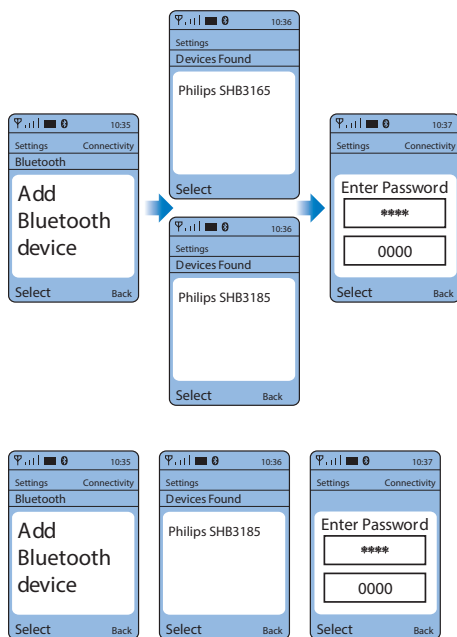 10:36
Settings
Devices Found
Philips SHB3165
Select
10:35
Settings Connectivity
Bluetooth
Add
Bluetooth
device
Select Back
10:36
Settings
Devices Found
Philips SHB3185
Select Back
10:37
Settings Connectivity
Enter Password
****
0000
Select Back
10:35
Settings Connectivity
Bluetooth
Add
Bluetooth
device
Select Back
10:36
Settings
Devices Found
Philips SHB3185
Select Back
10:37
Settings Connectivity
Enter Password
****
0000
Select Back